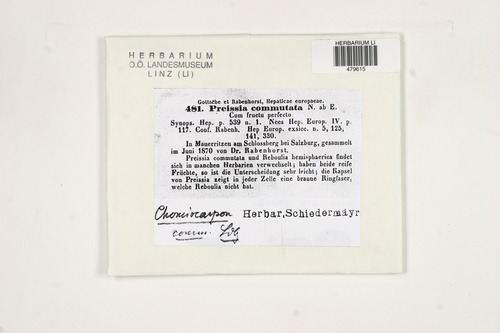 HERBARIUM
O.Ö. LANDESMUSEUM
LINZ (LI)
HERBARIUM LI
479615
Gottsche et Rabenhorst, Hepaticae europaeae.
481. Preissia commutata N. ab E.
Cum fructu perfecto
Synops. Hep. p. 539 n. 1. Nees Hep. Europ. IV. p.
117. Conf. Rabenh. Hep Europ. exsicc. n. 5, 125,
141, 330.
In Mauerritzen am Schlossberg bei Salzburg, gesammelt
im Juni 1870 von Dr. Rabenhorst.
Preissia commutata und Reboulia hemisphaerica findet
sich in manchen Herbarien verwechselt; haben beide reife
Früchte, so ist die Unterscheidung sehr leicht; die Kapsel
von Preissia zeigt in jeder Zelle eine braune Ringfaser,
welche Reboulia nicht hat.
Chomiocarpon Herbar, Schiedermayr
comm.